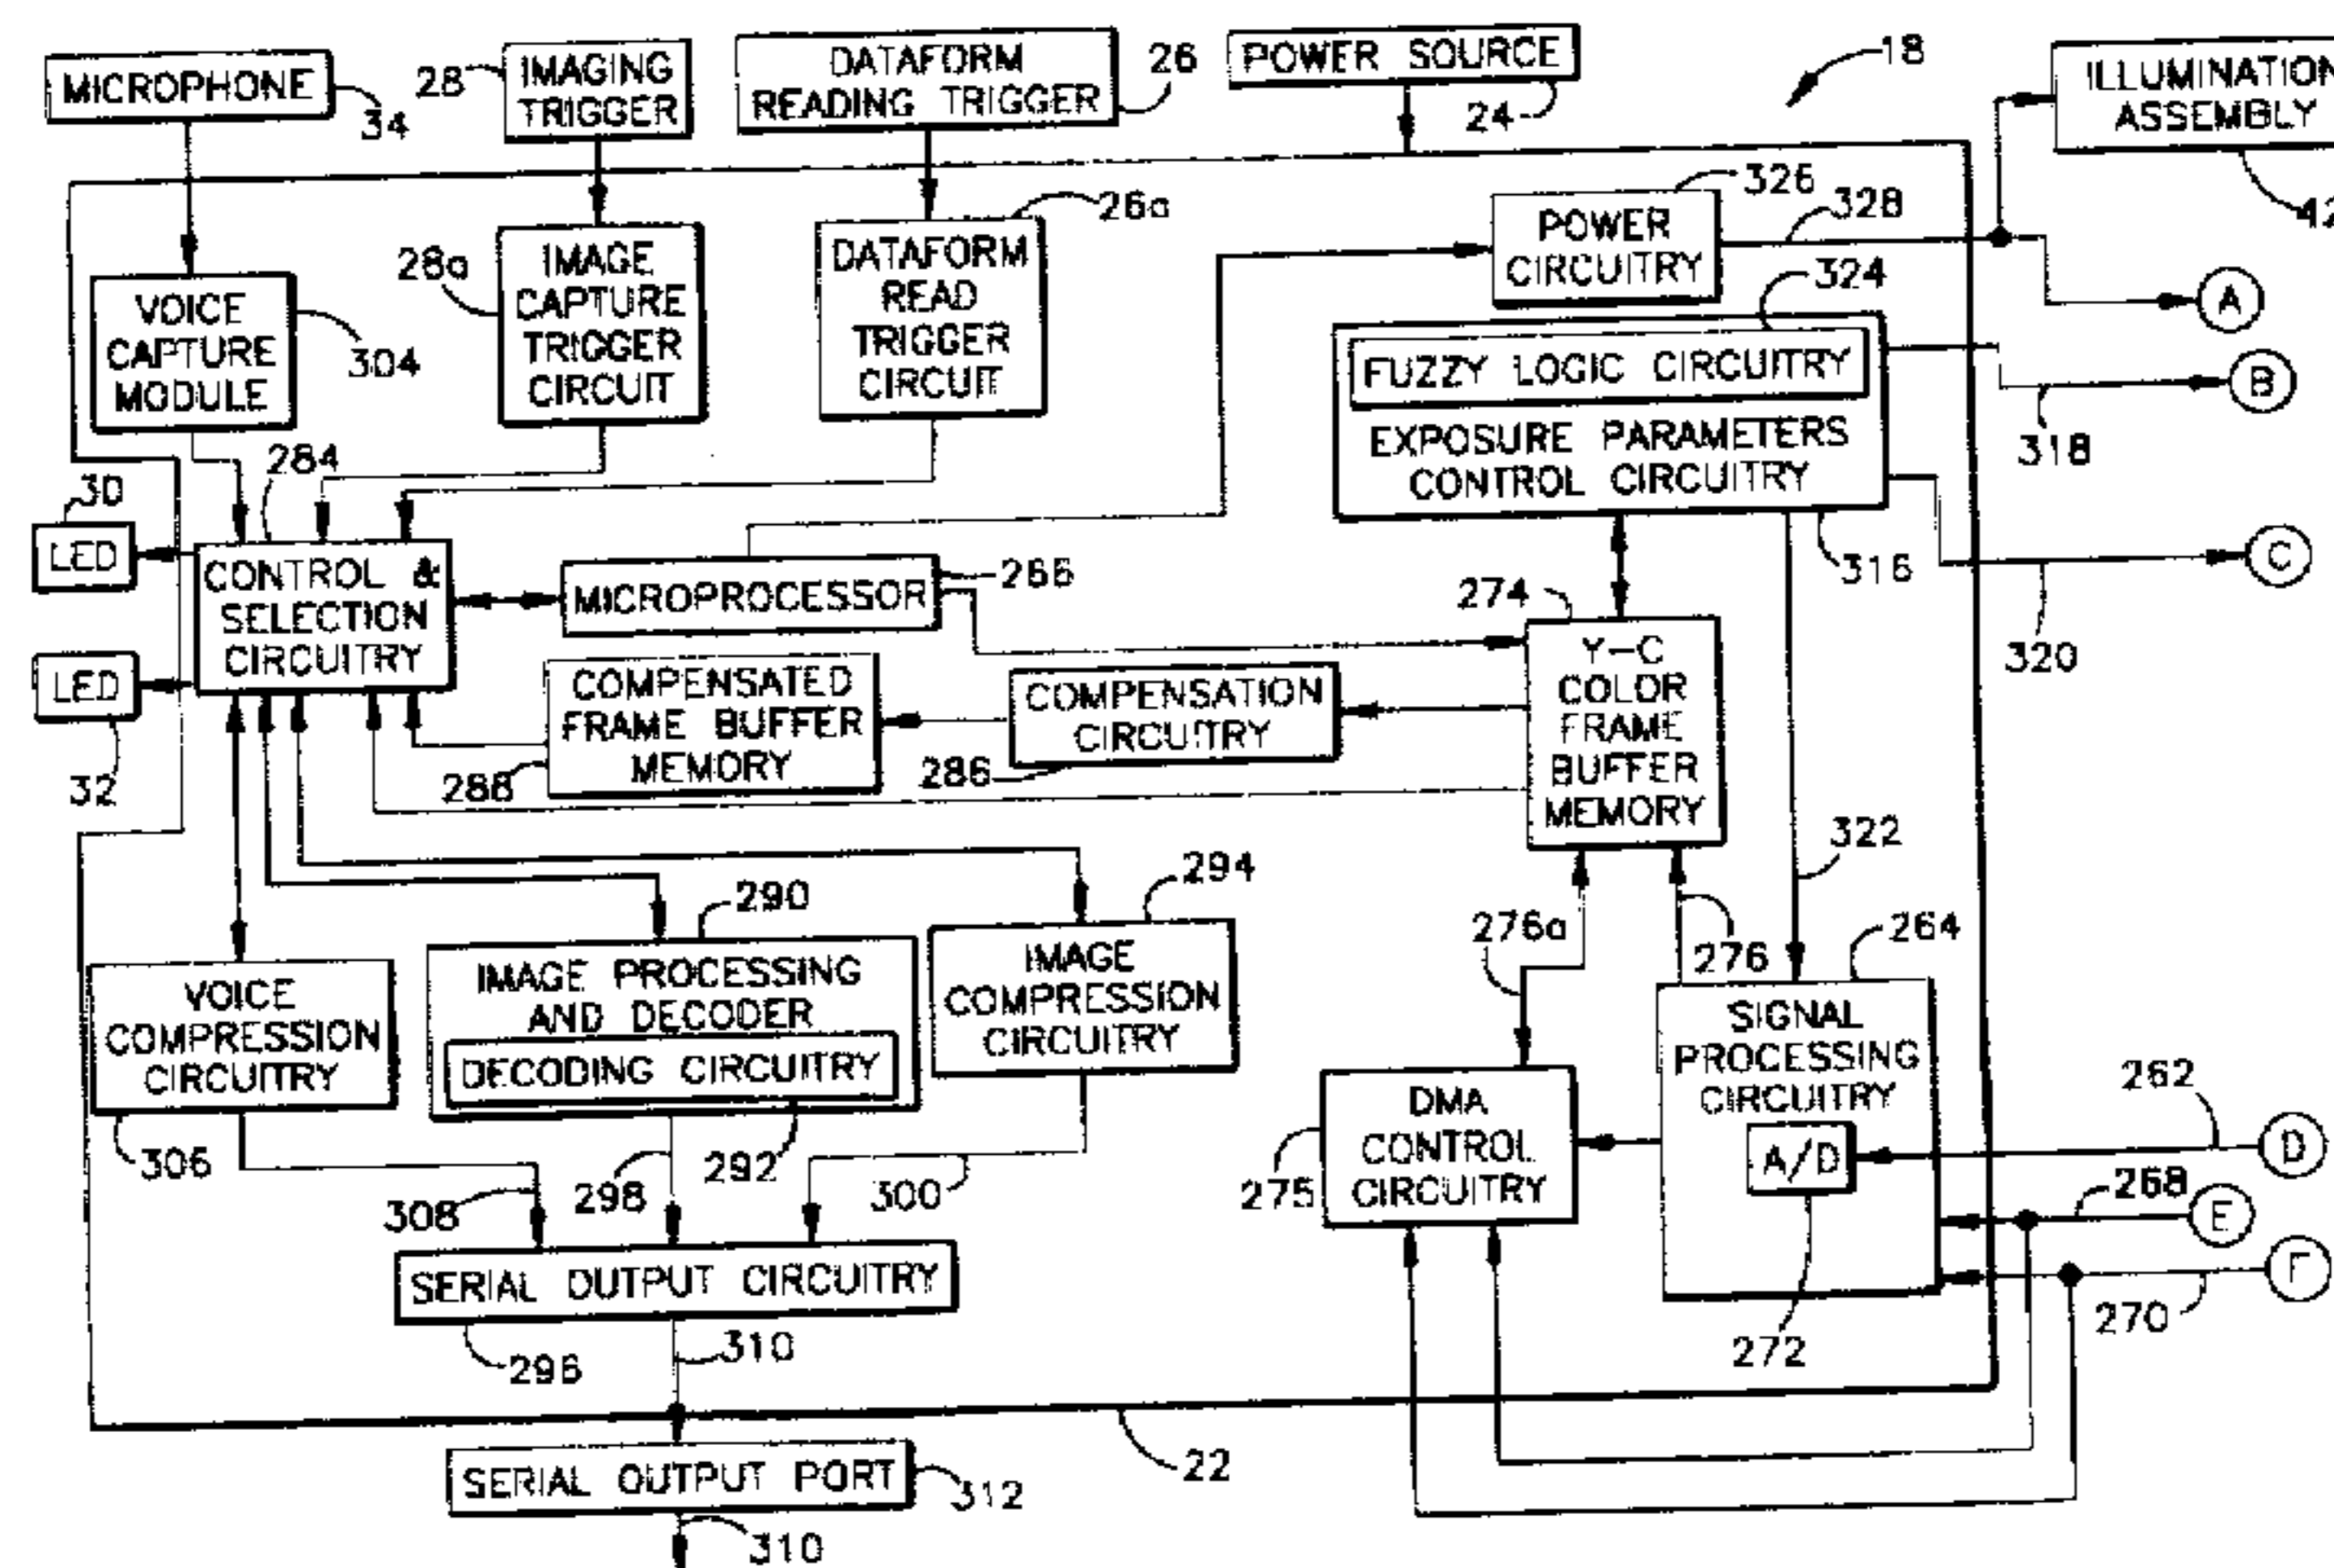 MICROPHONE
34
28
IMAGING
TRIGGER
DATAFORM
READING TRIGGER
26
POWER SOURCE
24
18
ILLUMINATION
ASSEMBLY
42
VOICE
CAPTURE
MODULE
304
28a
IMAGE
CAPTURE
TRIGGER
CIRCUIT
26a
DATAFORM
READ
TRIGGER
CIRCUIT
326
328
POWER
CIRCUITRY
324
A
FUZZY LOGIC CIRCUITRY
B
EXPOSURE PARAMETERS
CONTROL CIRCUITRY
318
316
C
320
30
LED
284
CONTROL &
SELECTION
CIRCUITRY
LED
32
MICROPROCESSOR
266
274
Y-C
COLOR
FRAME
BUFFER
MEMORY
COMPENSATED
FRAME BUFFER
MEMORY
288
COMPENSATION
CIRCUITRY
286
322
290
294
276a
276
264
VOICE
COMPRESSION
CIRCUITRY
306
IMAGE PROCESSING
AND DECODER
DECODING CIRCUITRY
IMAGE
COMPRESSION
CIRCUITRY
SIGNAL
PROCESSING
CIRCUITRY
A/D
272
DMA
CONTROL
CIRCUITRY
275
262
D
268
E
F
270
308
298
292
300
SERIAL OUTPUT CIRCUITRY
296
310
22
SERIAL OUTPUT PORT
312
310